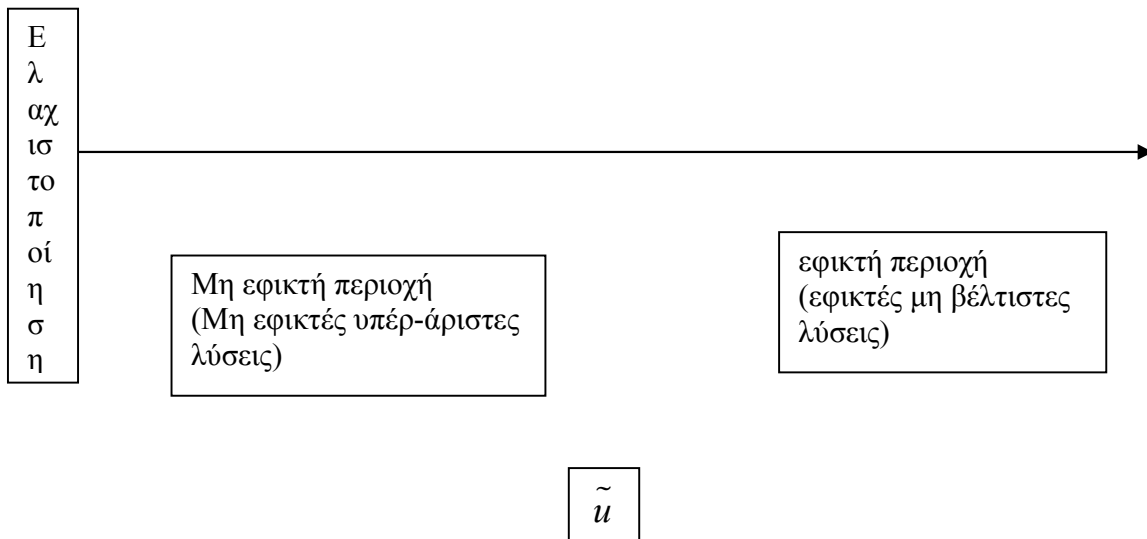 Ε
λ
αχ
ισ
το
π
οί
η
σ
η
Μη εφικτή περιοχή
(Μη εφικτές υπέρ-άριστες
λύσεις)
εφικτή περιοχή
(εφικτές μη βέλτιστες
λύσεις)
ũ